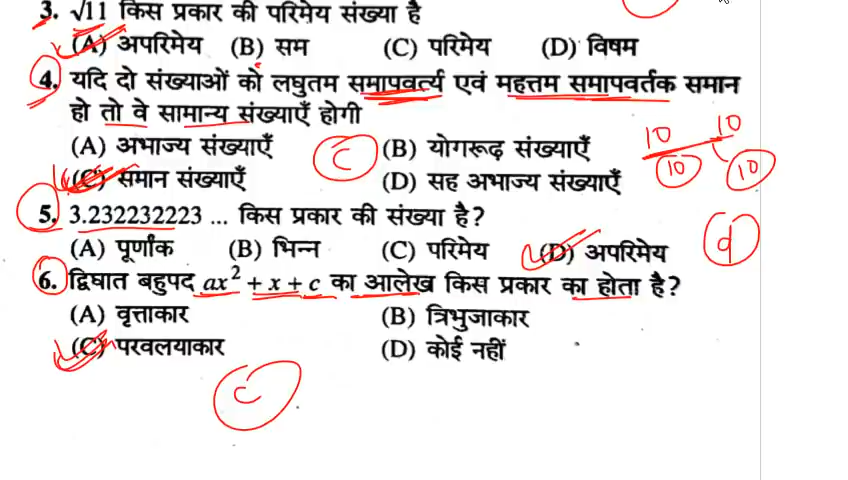 3. √11 किस प्रकार की परिमेय संख्या है
(A) अपरिमेय (B) सम (C) परिमेय (D) विषम
4. यदि दो संख्याओं को लघुतम समापवर्त्य एवं महत्तम समापवर्तक समान
हो तो वे सामान्य संख्याएँ होगी
10 10
(A) अभाज्य संख्याएँ (B) योगरूढ़ संख्याएँ
C
10 10
(C) समान संख्याएँ (D) सह अभाज्य संख्याएँ
5. 3.232232223 ... किस प्रकार की संख्या है?
(A) पूर्णांक (B) भिन्न (C) परिमेय (D) अपरिमेय
d
6. द्विघात बहुपद ax² + x + c का आलेख किस प्रकार का होता है?
(A) वृत्ताकार (B) त्रिभुजाकार
(C) परवलयाकार (D) कोई नहीं
C